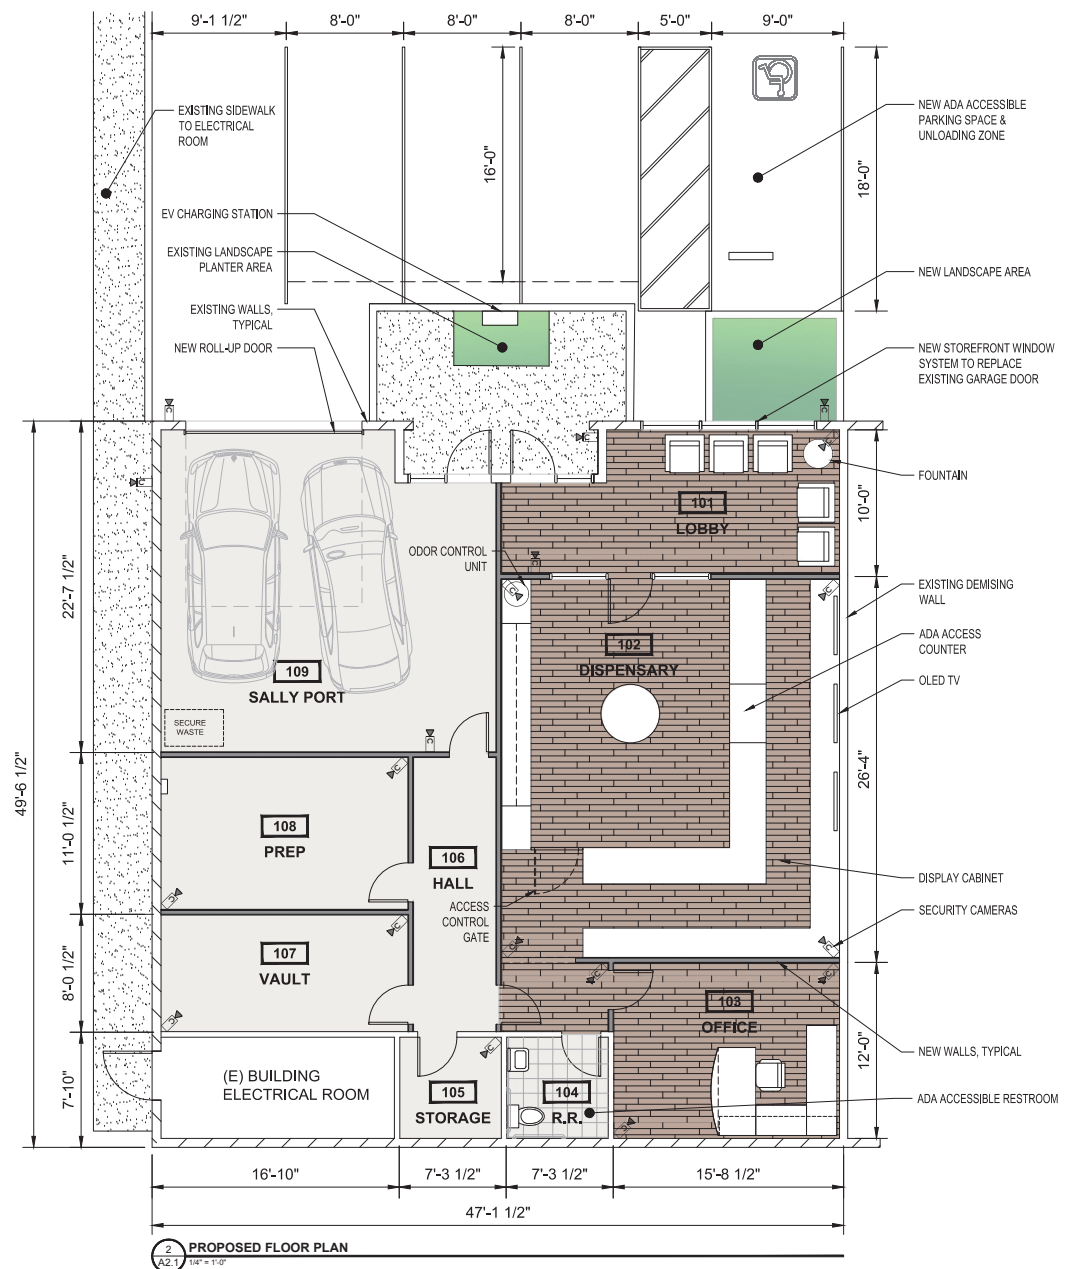 9'-1 1/2"
8'-0"
8'-0"
8'-0"
5'-0"
9'-0"
EXISTING SIDEWALK
TO ELECTRICAL
ROOM
16'-0"
18'-0"
NEW ADA ACCESSIBLE
PARKING SPACE &
UNLOADING ZONE
EV CHARGING STATION
EXISTING LANDSCAPE
PLANTER AREA
NEW LANDSCAPE AREA
EXISTING WALLS,
TYPICAL
NEW ROLL-UP DOOR
NEW STOREFRONT WINDOW
SYSTEM TO REPLACE
EXISTING GARAGE DOOR
C
C
C
C
C
FOUNTAIN
101
LOBBY
10'-0"
ODOR CONTROL
UNIT
C
C
C
22'-7 1/2"
EXISTING DEMISING
WALL
102
DISPENSARY
ADA ACCESS
COUNTER
109
SALLY PORT
OLED TV
SECURE
WASTE
C
C
49'-6 1/2"
26'-4"
11'-0 1/2"
108
PREP
106
HALL
C
ACCESS
CONTROL
GATE
DISPLAY CABINET
SECURITY CAMERAS
C
C
C
107
VAULT
8'-0 1/2"
C
C
C
103
OFFICE
12'-0"
NEW WALLS, TYPICAL
C
7'-10"
(E) BUILDING
ELECTRICAL ROOM
105
STORAGE
104
R.R.
ADA ACCESSIBLE RESTROOM
C
16'-10"
7'-3 1/2"
7'-3 1/2"
15'-8 1/2"
47'-1 1/2"
2
A2.1
PROPOSED FLOOR PLAN
1/4" = 1'-0"